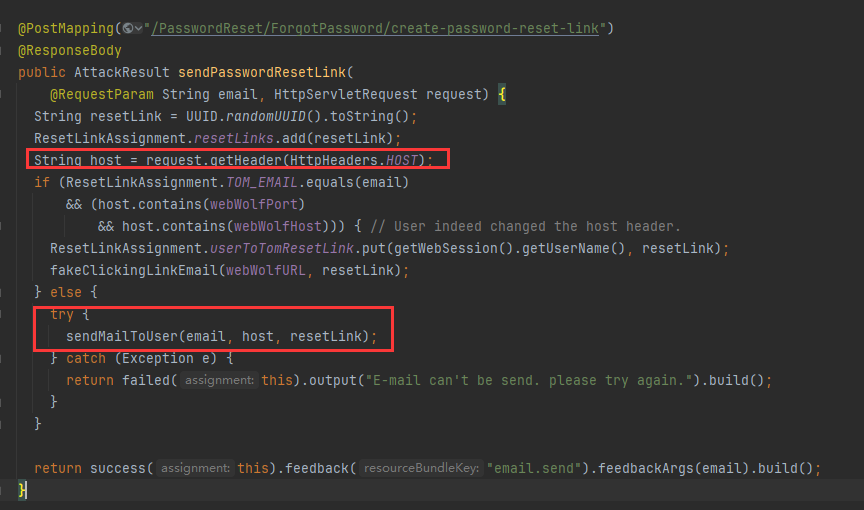 @PostMapping("/PasswordReset/ForgotPassword/create-password-reset-link")
@ResponseBody
public AttackResult sendPasswordResetLink(
@RequestParam String email, HttpServletRequest request) {
String resetLink = UUID.randomUUID().toString();
ResetLinkAssignment.resetLinks.add(resetLink);
String host = request.getHeader(HttpHeaders.HOST);
if (ResetLinkAssignment.TOM_EMAIL.equals(email)
&& (host.contains(webWolfPort)
&& host.contains(webWolfHost))) { // User indeed changed the host header.
ResetLinkAssignment.userToTomResetLink.put(getWebSession().getUserName(), resetLink);
fakeClickingLinkEmail(webWolfURL, resetLink);
} else {
try {
sendMailToUser(email, host, resetLink);
} catch (Exception e) {
return failed( assignment: this).output("E-mail can't be send. please try again.").build();
}
}
return success( assignment: this).feedback( resourceBundleKey: "email.send").feedbackArgs(email).build();
}